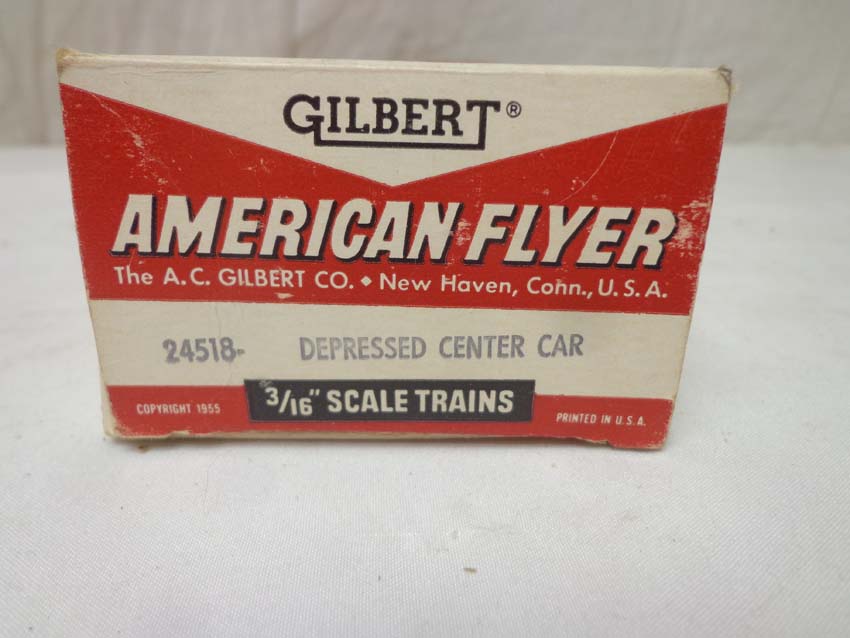 GILBERT®
AMERICAN FLYER
The A.C. GILBERT CO. ♦ New Haven, Conn., U.S.A.
24518- DEPRESSED CENTER CAR
COPYRIGHT 1955 3/16" SCALE TRAINS PRINTED IN U.S.A.